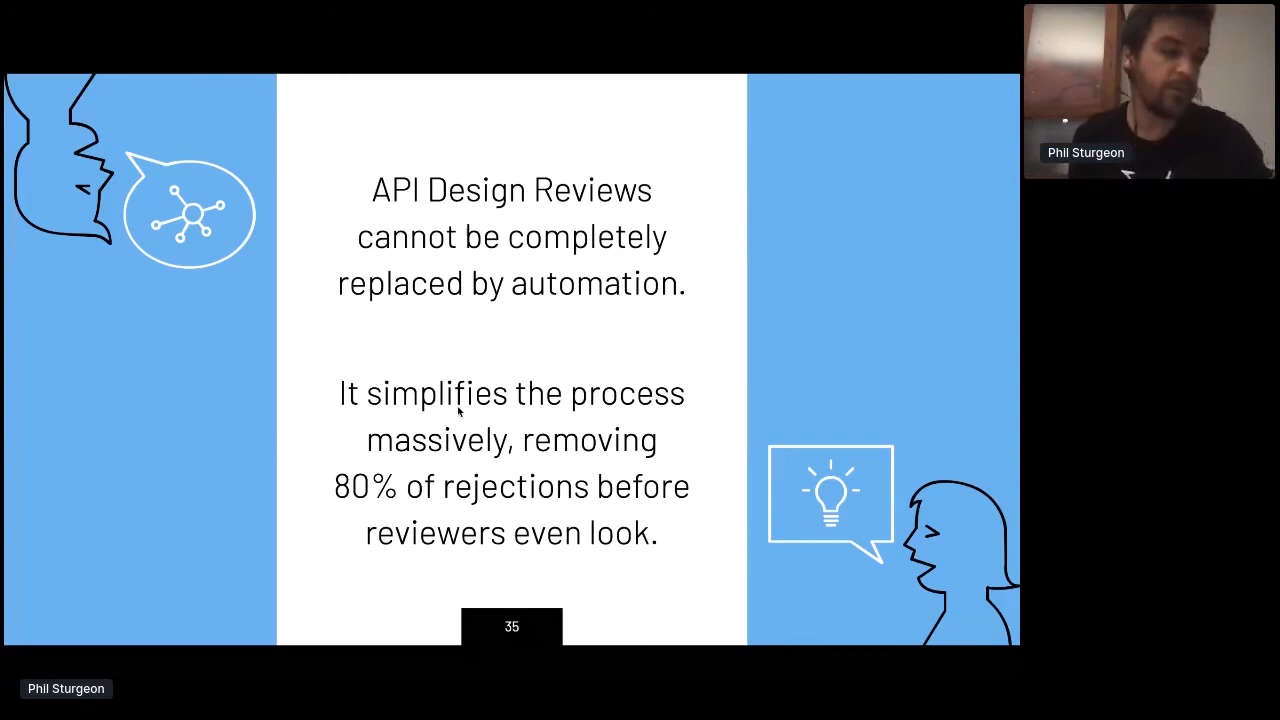 Phil Sturgeon
API Design Reviews
cannot be completely
replaced by automation.
It simplifies the process
massively, removing
80% of rejections before
reviewers even look.
35
Phil Sturgeon